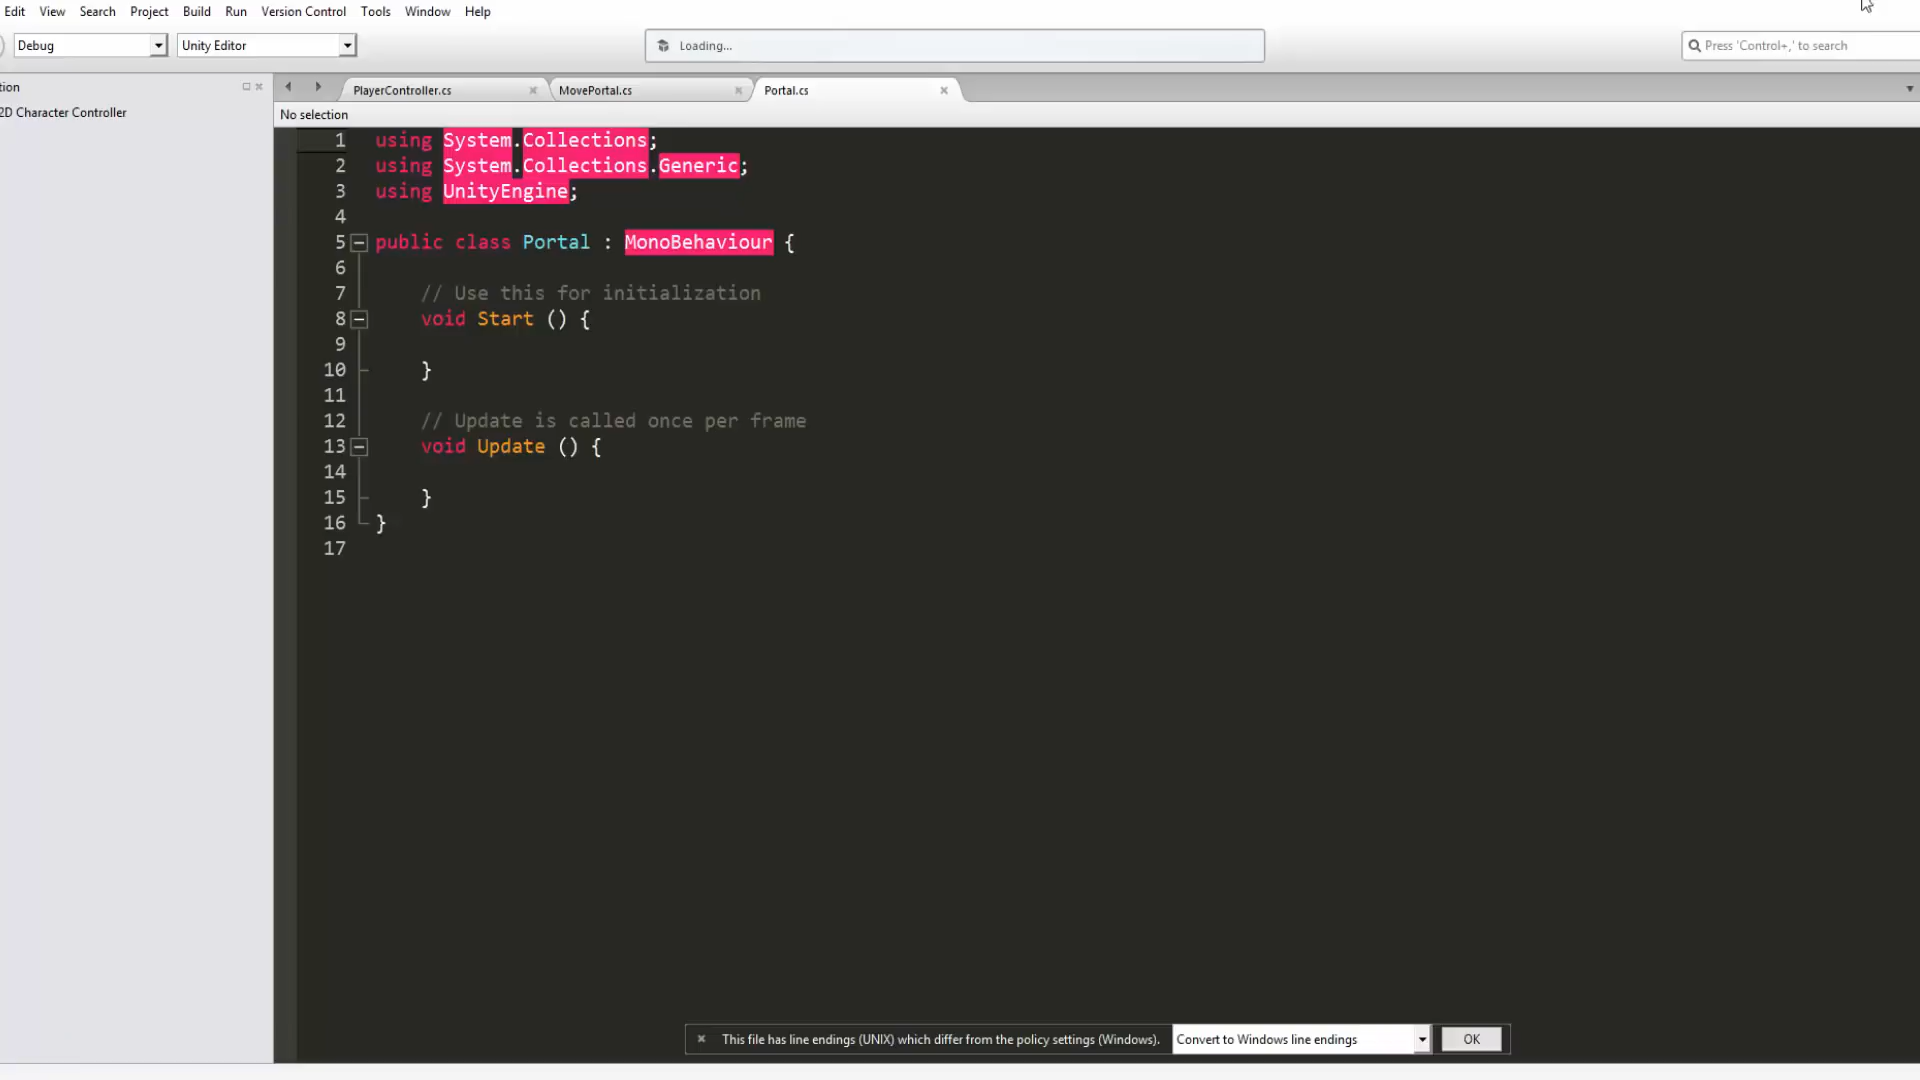 Edit View Search Project Build Run Version Control Tools Window Help
Debug Unity Editor Loading... Press 'Control+,' to search
tion
PlayerController.cs MovePortal.cs Portal.cs
2D Character Controller
No selection
1 using System.Collections;
2 using System.Collections.Generic;
3 using UnityEngine;
4
5 public class Portal : MonoBehaviour {
6
7 // Use this for initialization
8 void Start () {
9
10 }
11
12 // Update is called once per frame
13 void Update () {
14
15 }
16 }
17
This file has line endings (UNIX) which differ from the policy settings (Windows). Convert to Windows line endings OK